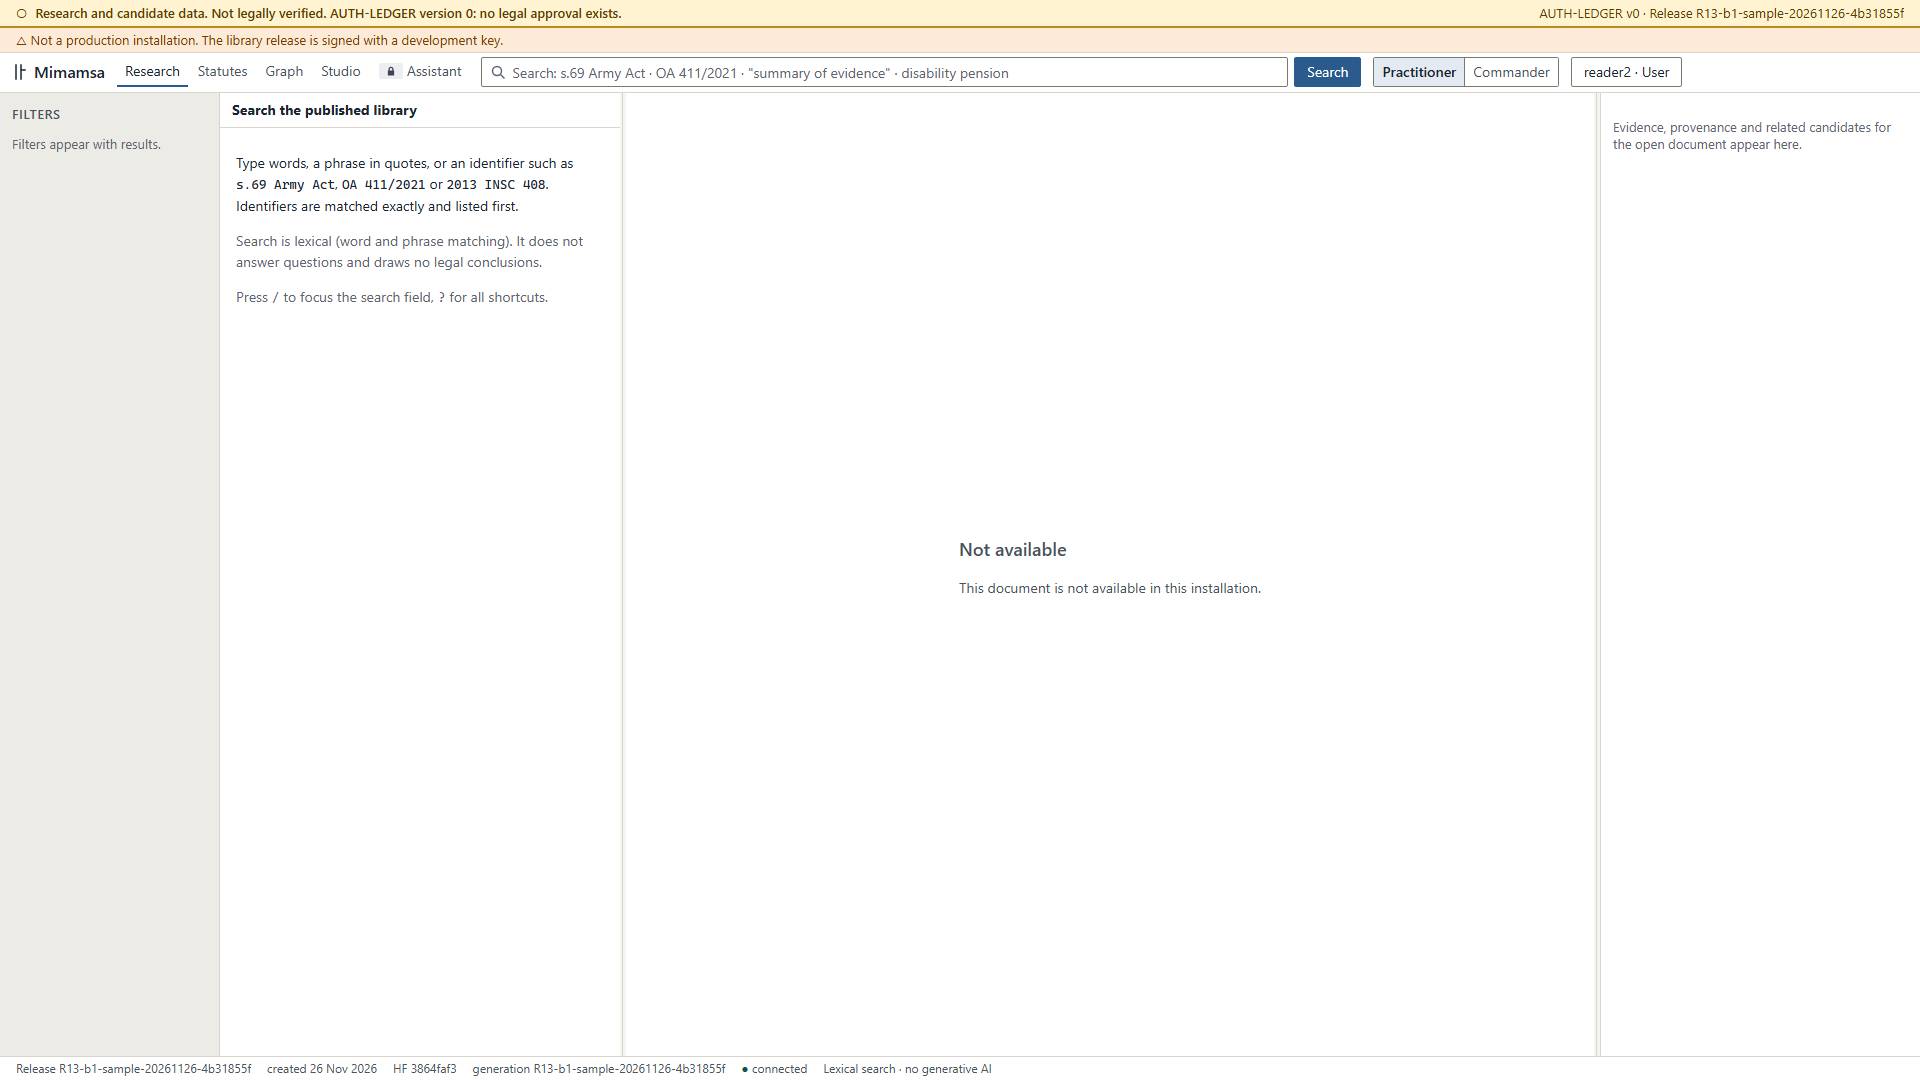 Research and candidate data. Not legally verified. AUTH-LEDGER version 0: no legal approval exists.
AUTH-LEDGER v0 · Release R13-b1-sample-20261126-4b31855f
⚠ Not a production installation. The library release is signed with a development key.
Mimamsa
Research
Statutes
Graph
Studio
Assistant
Search: s.69 Army Act · OA 411/2021 · "summary of evidence" · disability pension
Search
Practitioner
Commander
reader2 · User
FILTERS
Filters appear with results.
Search the published library
Type words, a phrase in quotes, or an identifier such as
s.69 Army Act, OA 411/2021 or 2013 INSC 408.
Identifiers are matched exactly and listed first.
Search is lexical (word and phrase matching). It does not
answer questions and draws no legal conclusions.
Press / to focus the search field, ? for all shortcuts.
Not available
This document is not available in this installation.
Evidence, provenance and related candidates for
the open document appear here.
Release R13-b1-sample-20261126-4b31855f
created 26 Nov 2026
HF 3864faf3
generation R13-b1-sample-20261126-4b31855f
● connected
Lexical search · no generative AI